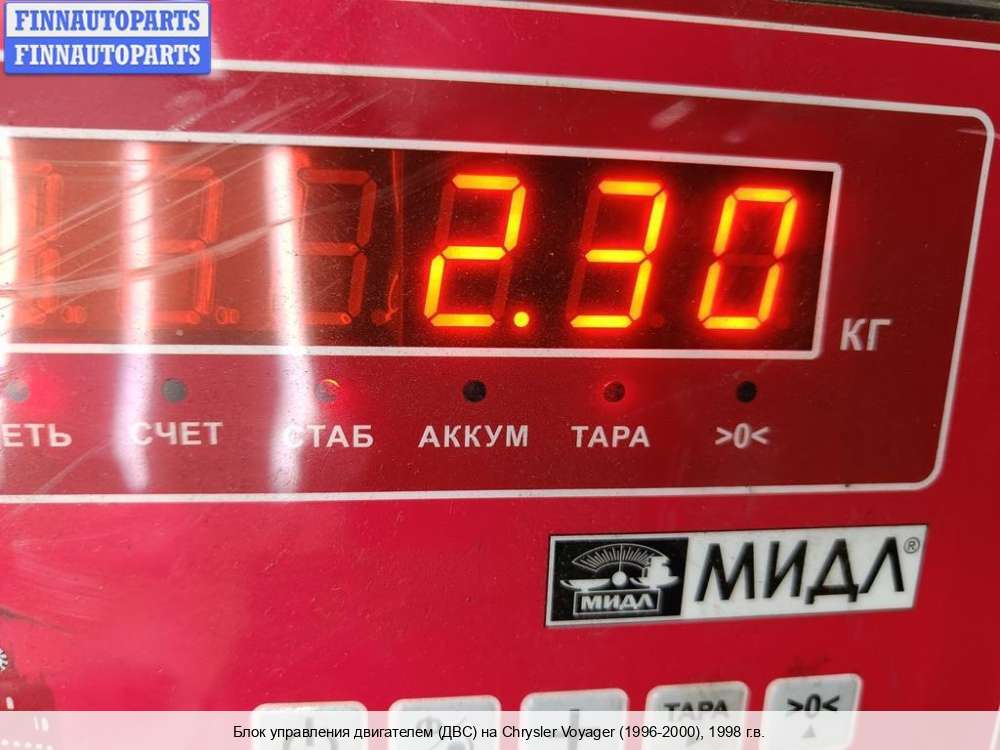 FINNAUTOPARTS
FINNAUTOPARTS
2.30
КГ
СЧЕТ СТАБ АККУМ ТАРА >0<
МИДЛ МИДЛ®
ТАРА >0<
Блок управления двигателем (ДВС) на Chrysler Voyager (1996-2000), 1998 г.в.